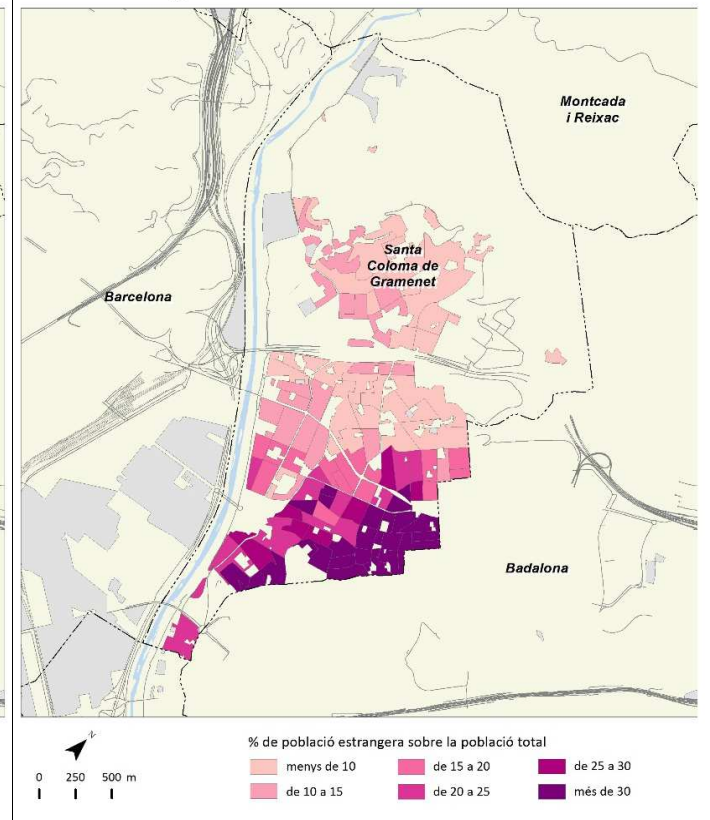 Montcada
i Reixac
Santa
Coloma de
Gramenet
Barcelona
Badalona
N
0 250 500 m
% de població estrangera sobre la població total
menys de 10
de 15 a 20
de 25 a 30
de 10 a 15
de 20 a 25
més de 30